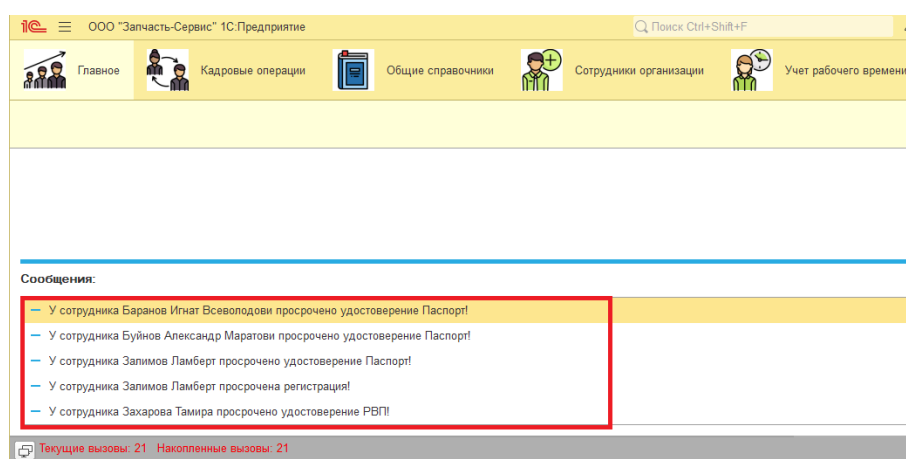 1С ООО "Запчасть-Сервис" 1С:Предприятие Поиск Ctrl+Shift+F
Главное Кадровые операции Общие справочники Сотрудники организации Учет рабочего времени
Сообщения:
– У сотрудника Баранов Игнат Всеволодови просрочено удостоверение Паспорт!
– У сотрудника Буйнов Александр Маратови просрочено удостоверение Паспорт!
– У сотрудника Залимов Ламберт просрочено удостоверение Паспорт!
– У сотрудника Залимов Ламберт просрочена регистрация!
– У сотрудника Захарова Тамира просрочено удостоверение РВП!
Текущие вызовы: 21 Накопленные вызовы: 21